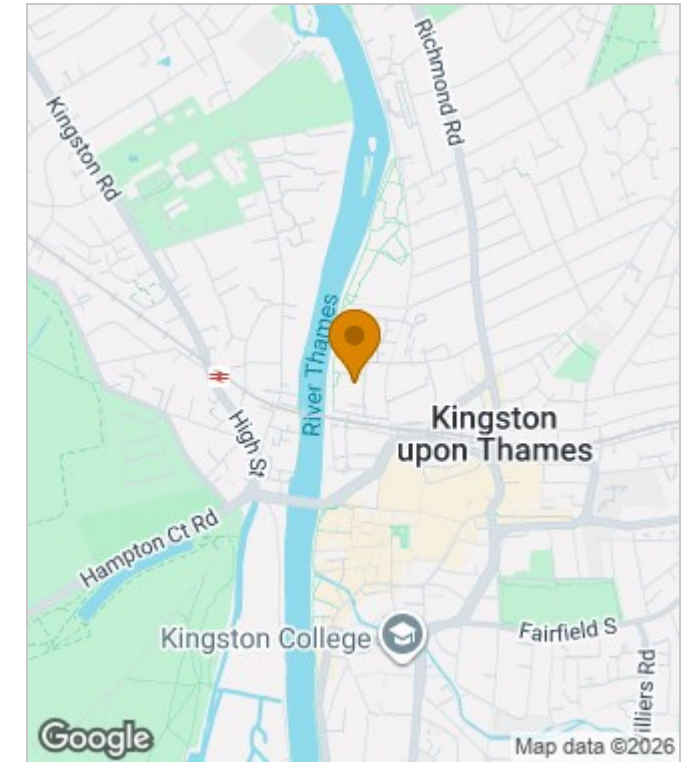 Richmond Rd
Kingston Rd
River Thames
High St
Kingston
upon Thames
Hampton Ct Rd
Kingston College
Fairfield S
illiers Rd
Google
Map data ©2026